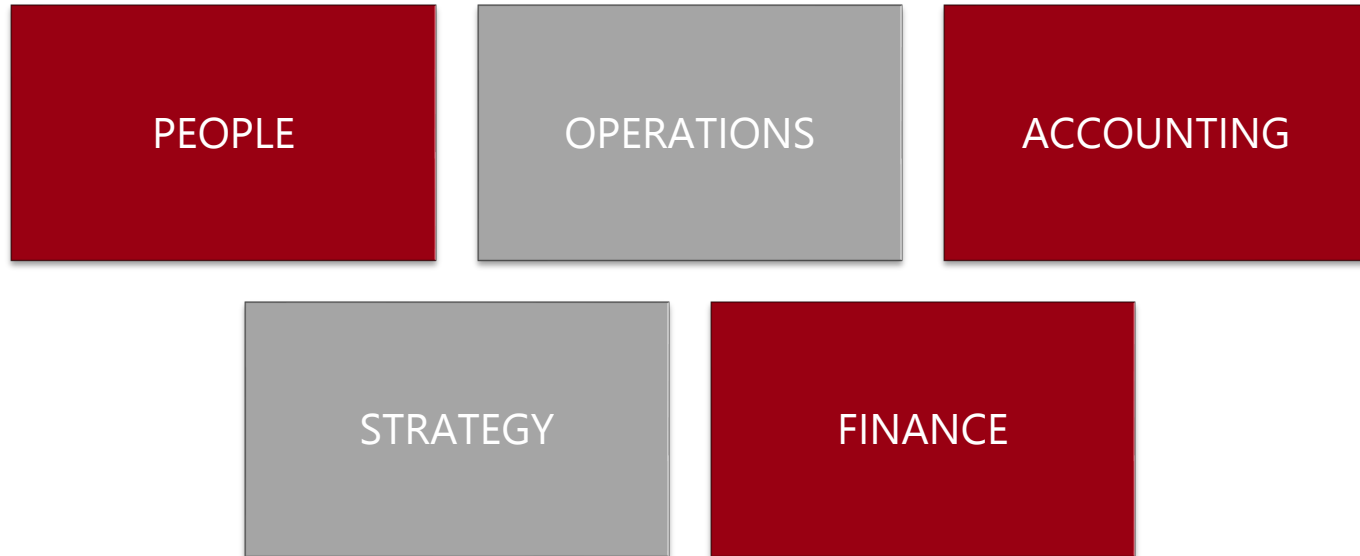 PEOPLE
OPERATIONS
ACCOUNTING
STRATEGY
FINANCE